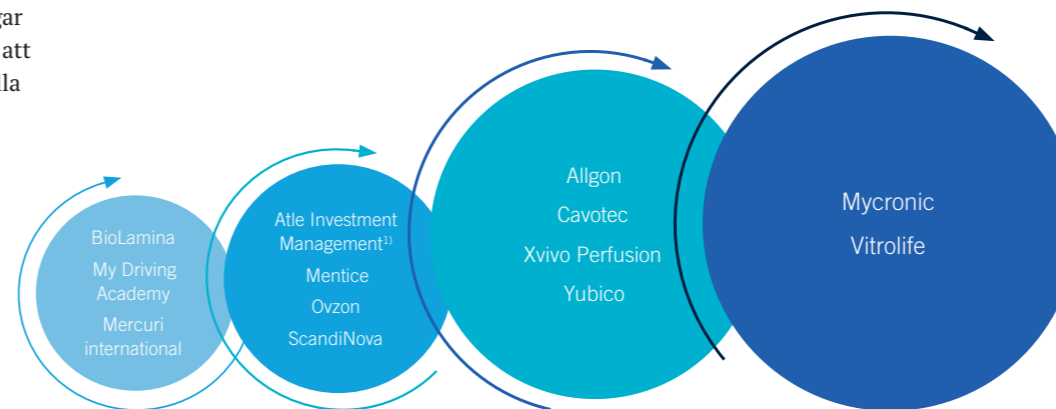 gar
att
lla
BioLamina
My Driving
Academy
Mercuri
international
Atle Investment
Management¹⁾
Mentice
Ovzon
ScandiNova
Allgon
Cavotec
Xvivo Perfusion
Yubico
Mycronic
Vitrolife